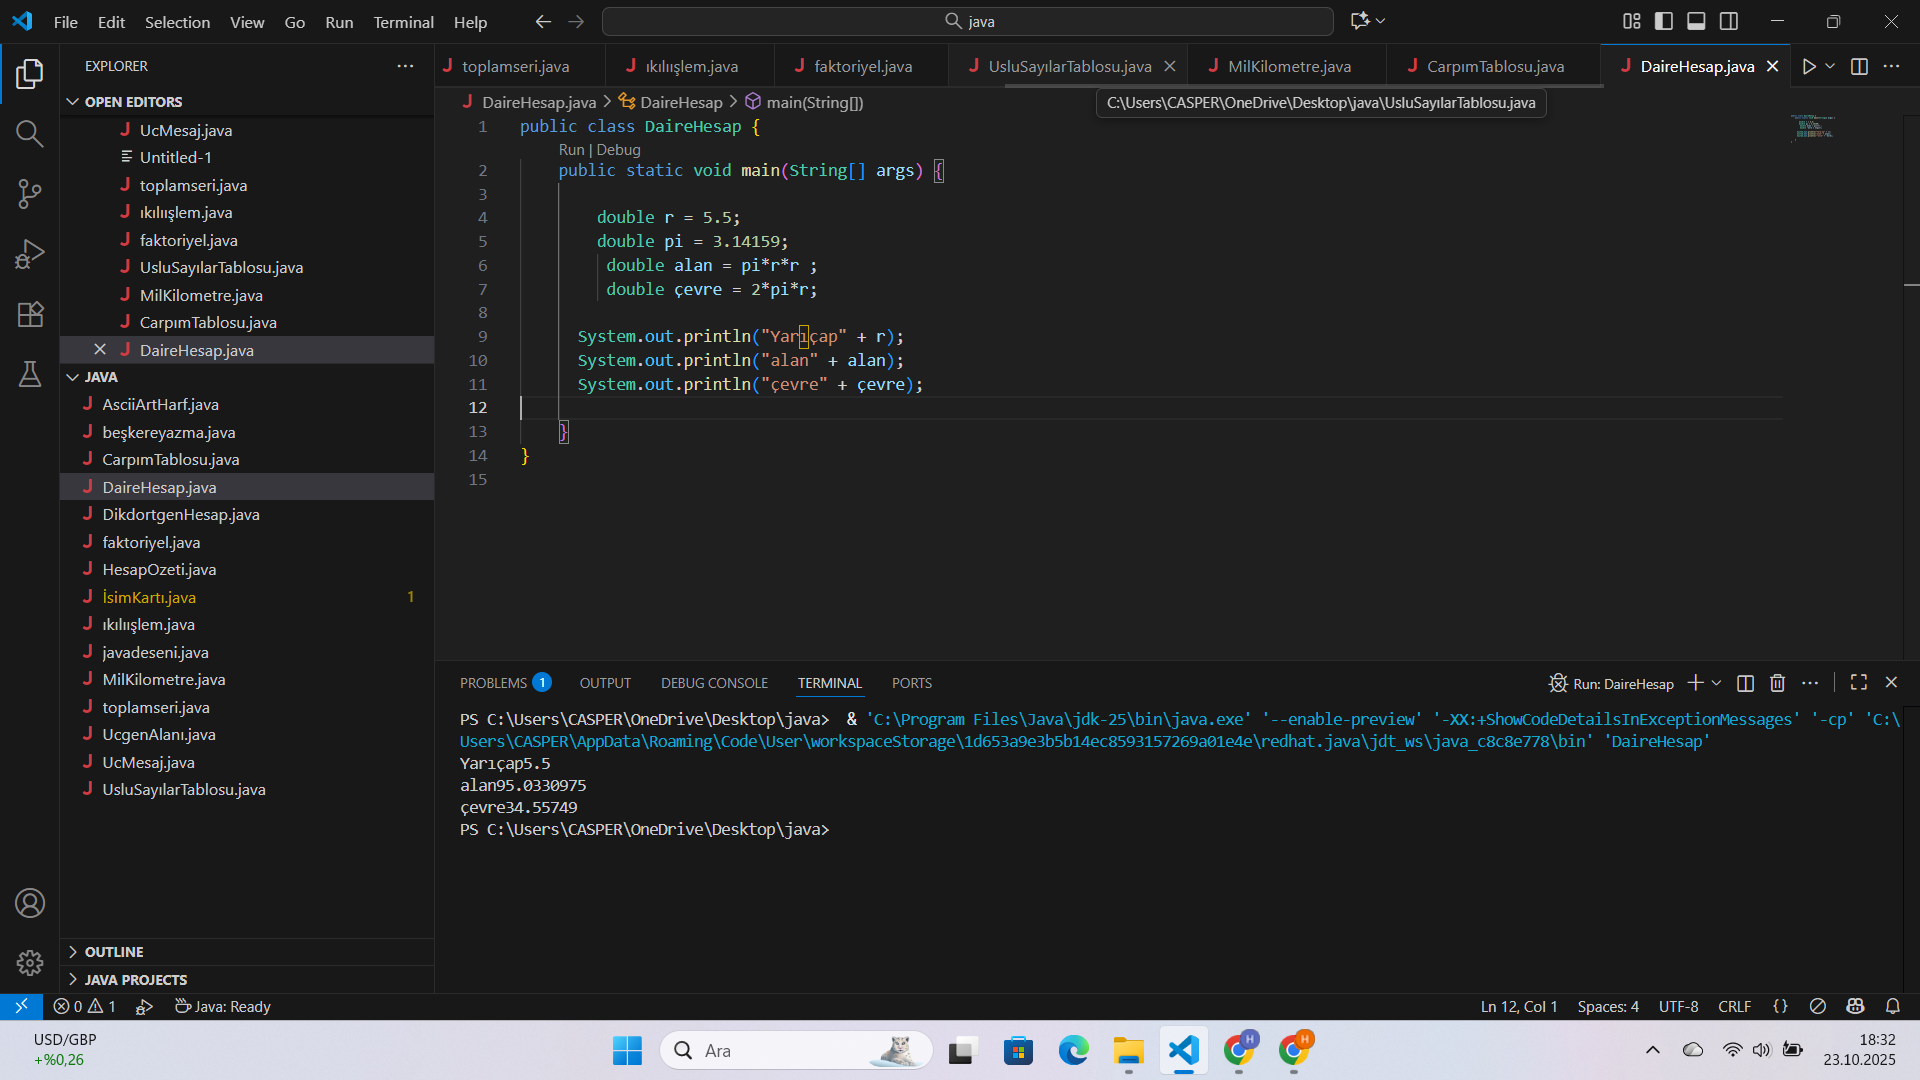 File Edit Selection View Go Run Terminal Help
java
EXPLORER
OPEN EDITORS
UcMesaj.java
Untitled-1
toplamseri.java
ıkılıışlem.java
faktoriyel.java
UsluSayılarTablosu.java
MilKilometre.java
CarpımTablosu.java
DaireHesap.java
JAVA
AsciiArtHarf.java
beşkereyazma.java
CarpımTablosu.java
DaireHesap.java
DikdortgenHesap.java
faktoriyel.java
HesapOzeti.java
İsimKartı.java 1
ıkılıışlem.java
javadeseni.java
MilKilometre.java
toplamseri.java
UcgenAlanı.java
UcMesaj.java
UsluSayılarTablosu.java
OUTLINE
JAVA PROJECTS
toplamseri.java ıkılıışlem.java faktoriyel.java UsluSayılarTablosu.java MilKilometre.java CarpımTablosu.java DaireHesap.java
DaireHesap.java > DaireHesap > main(String[])
C:\Users\CASPER\OneDrive\Desktop\java\UsluSayılarTablosu.java
1 public class DaireHesap {
Run | Debug
2 public static void main(String[] args) {
3
4 double r = 5.5;
5 double pi = 3.14159;
6 double alan = pi*r*r ;
7 double çevre = 2*pi*r;
8
9 System.out.println("Yarıçap" + r);
10 System.out.println("alan" + alan);
11 System.out.println("çevre" + çevre);
12
13 }
14 }
15
PROBLEMS 1 OUTPUT DEBUG CONSOLE TERMINAL PORTS
Run: DaireHesap
PS C:\Users\CASPER\OneDrive\Desktop\java> & 'C:\Program Files\Java\jdk-25\bin\java.exe' '--enable-preview' '-XX:+ShowCodeDetailsInExceptionMessages' '-cp' 'C:\
Users\CASPER\AppData\Roaming\Code\User\workspaceStorage\1d653a9e3b5b14ec8593157269a01e4e\redhat.java\jdt_ws\java_c8c8e778\bin' 'DaireHesap'
Yarıçap5.5
alan95.0330975
çevre34.55749
PS C:\Users\CASPER\OneDrive\Desktop\java>
0 1 Java: Ready
Ln 12, Col 1 Spaces: 4 UTF-8 CRLF {}
USD/GBP
+%0,26
Ara
H
H
18:32
23.10.2025